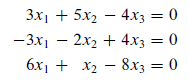 3x₁ + 5x₂ − 4x₃ = 0
−3x₁ − 2x₂ + 4x₃ = 0
6x₁ + x₂ − 8x₃ = 0